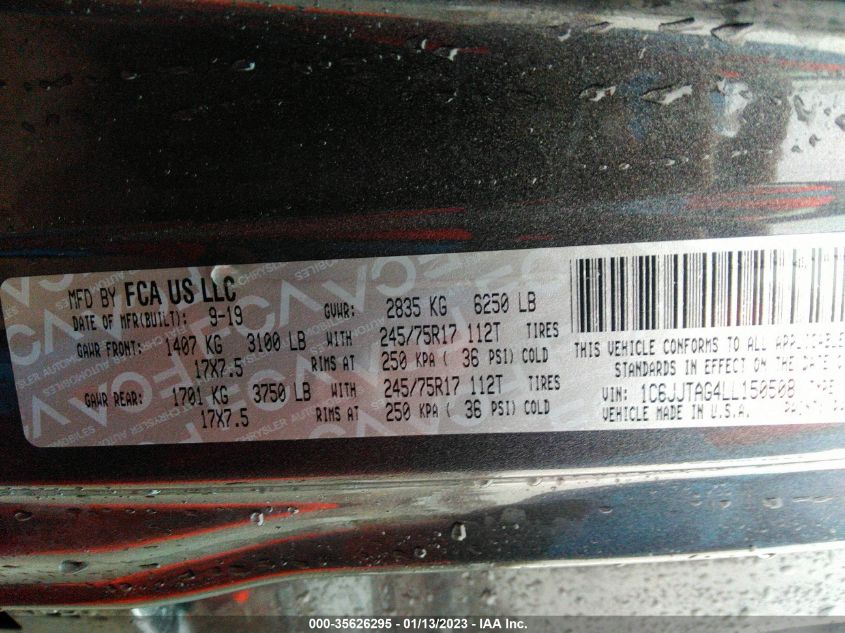 MFD BY FCA US LLC
DATE OF MFR(BUILT): 9-19 GVWR: 2835 KG 6250 LB
GAWR FRONT: 1407 KG 3100 LB WITH 245/75R17 112T TIRES
17X7.5 RIMS AT 250 KPA ( 36 PSI) COLD
GAWR REAR: 1701 KG 3750 LB WITH 245/75R17 112T TIRES
17X7.5 RIMS AT 250 KPA ( 36 PSI) COLD
THIS VEHICLE CONFORMS TO ALL APPLICABLE
STANDARDS IN EFFECT ON THE
VIN: 1C6JJTAG4LL150508 TYPE
VEHICLE MADE IN U.S.A.
000-35626295 - 01/13/2023 - IAA Inc.